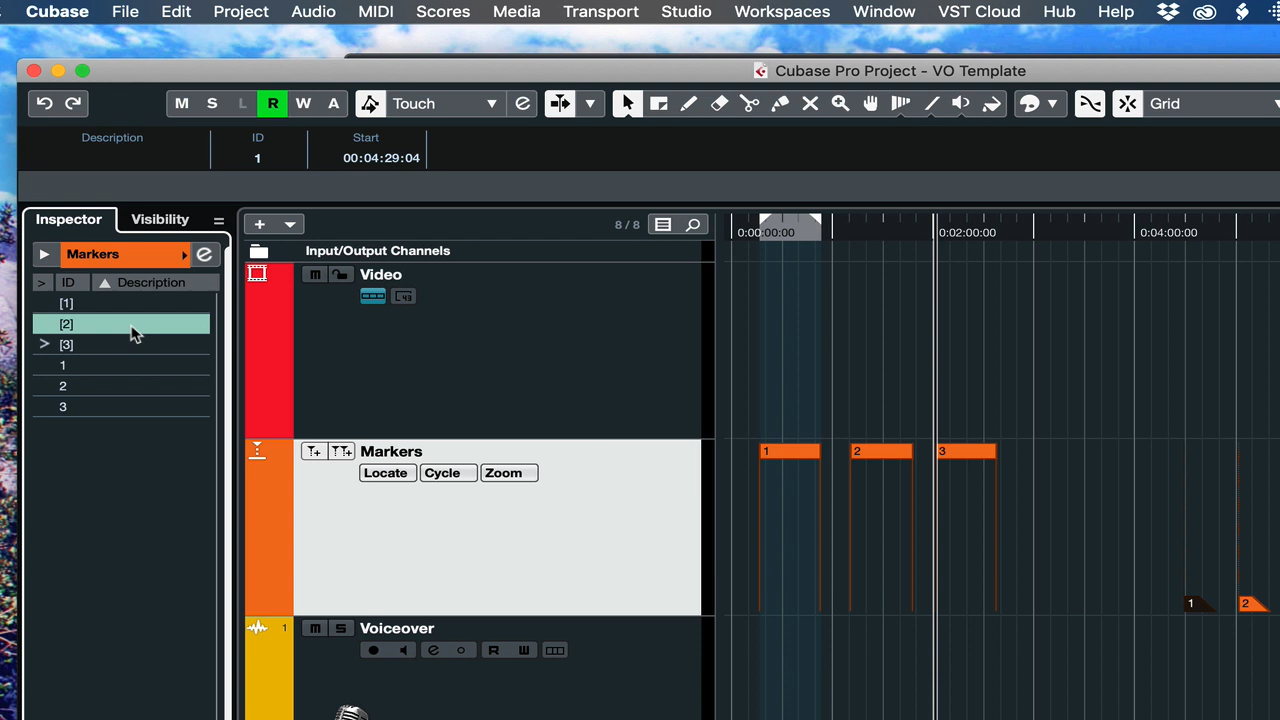 Cubase File Edit Project Audio MIDI Scores Media Transport Studio Workspaces Window VST Cloud Hub Help
Cubase Pro Project - VO Template
M S L R W A Touch e Grid
Description ID Start
1 00:04:29:04
Inspector Visibility
8 / 8
0:00:00:00 0:02:00:00 0:04:00:00
Markers e
> ID Description
[1]
[2]
> [3]
1
2
3
Input/Output Channels
m Video
43
Markers
Locate Cycle Zoom
1 2 3
1 2
1 m S Voiceover
e R W